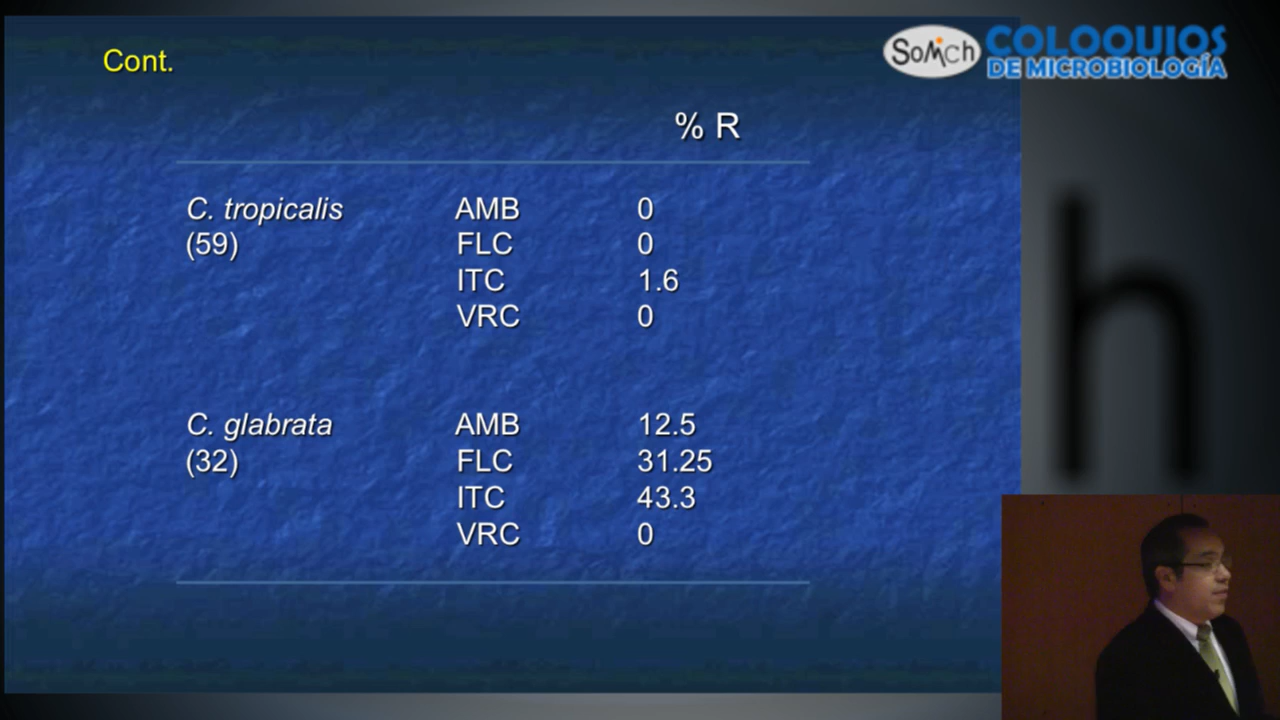 Cont.
SoMich COLOQUIOS
DE MICROBIOLOGÍA
% R
C. tropicalis AMB 0
(59) FLC 0
ITC 1.6
VRC 0
C. glabrata AMB 12.5
(32) FLC 31.25
ITC 43.3
VRC 0
h